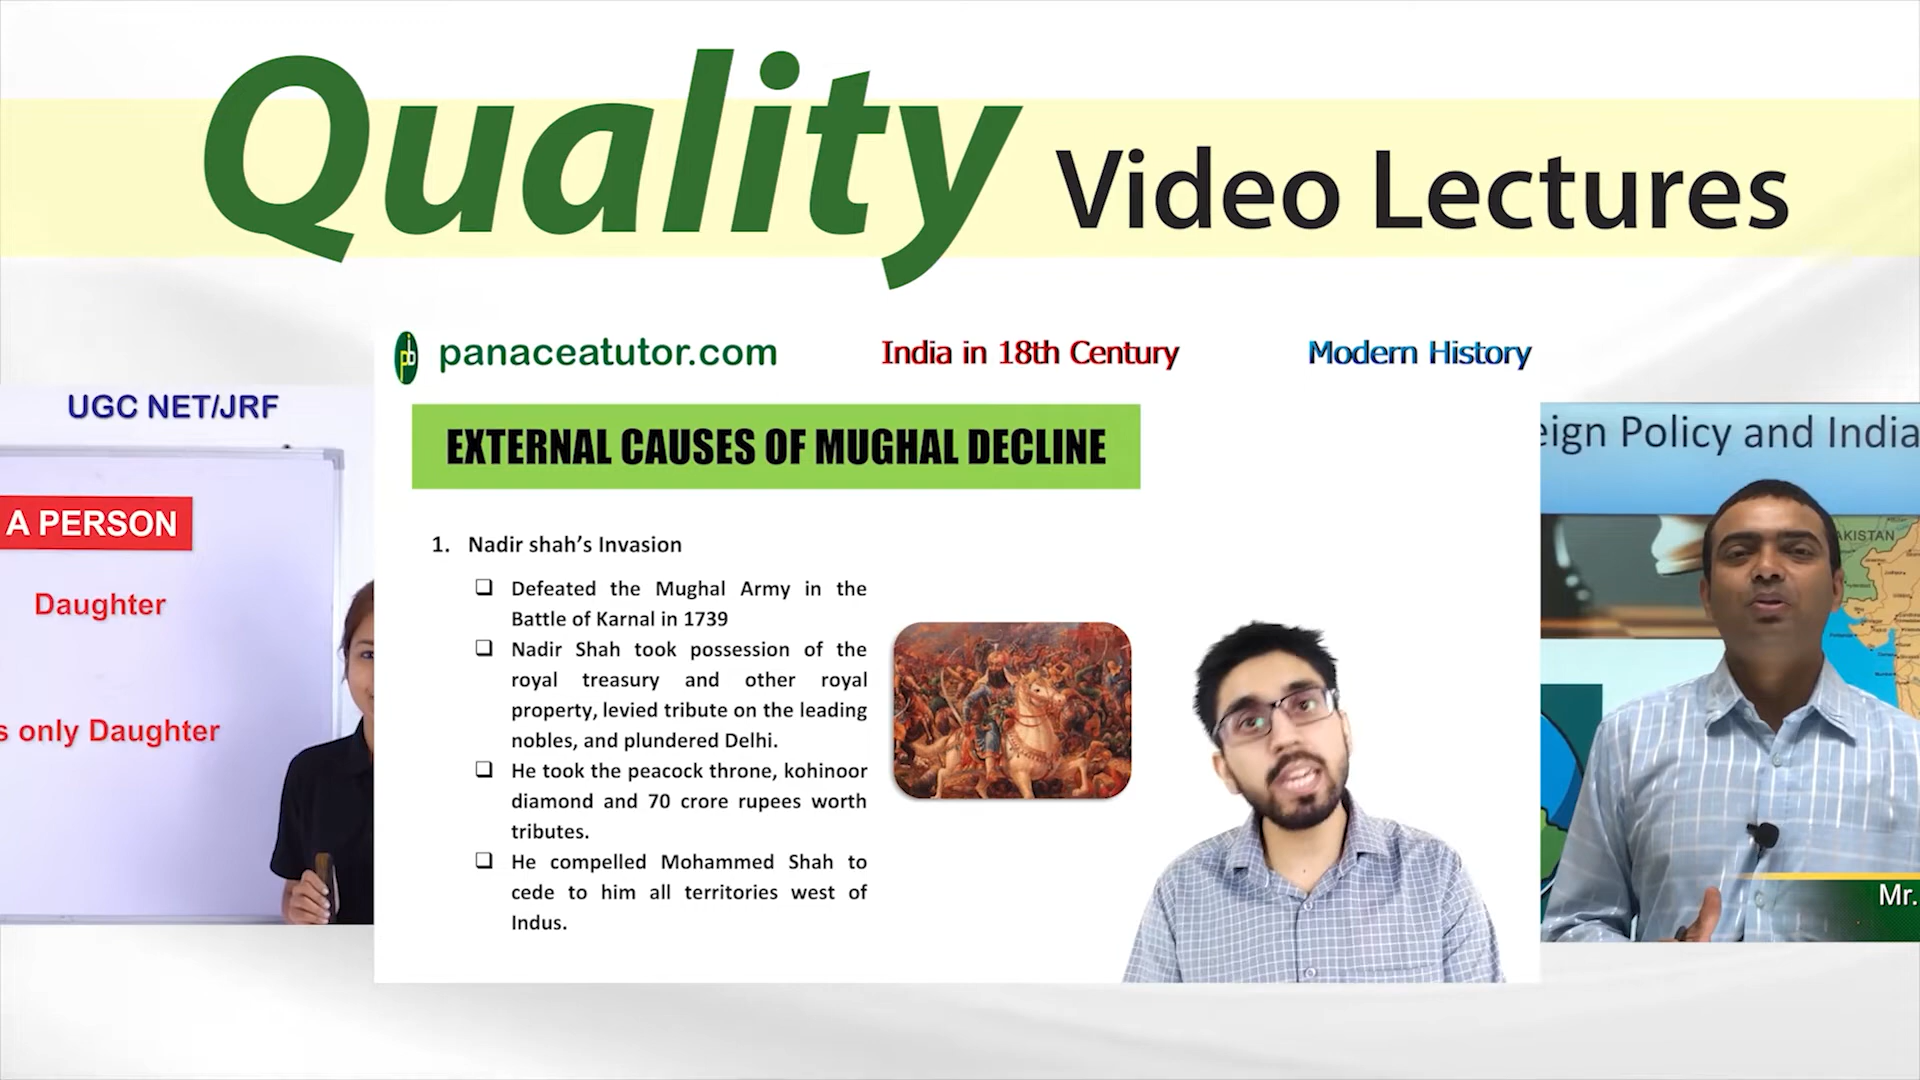 Quality Video Lectures
panaceatutor.com
India in 18th Century
Modern History
UGC NET/JRF
A PERSON
Daughter
only Daughter
EXTERNAL CAUSES OF MUGHAL DECLINE
1. Nadir shah's Invasion
❑ Defeated the Mughal Army in the
Battle of Karnal in 1739
❑ Nadir Shah took possession of the
royal treasury and other royal
property, levied tribute on the leading
nobles, and plundered Delhi.
❑ He took the peacock throne, kohinoor
diamond and 70 crore rupees worth
tributes.
❑ He compelled Mohammed Shah to
cede to him all territories west of
Indus.
eign Policy and India
AKISTAN
Mr.